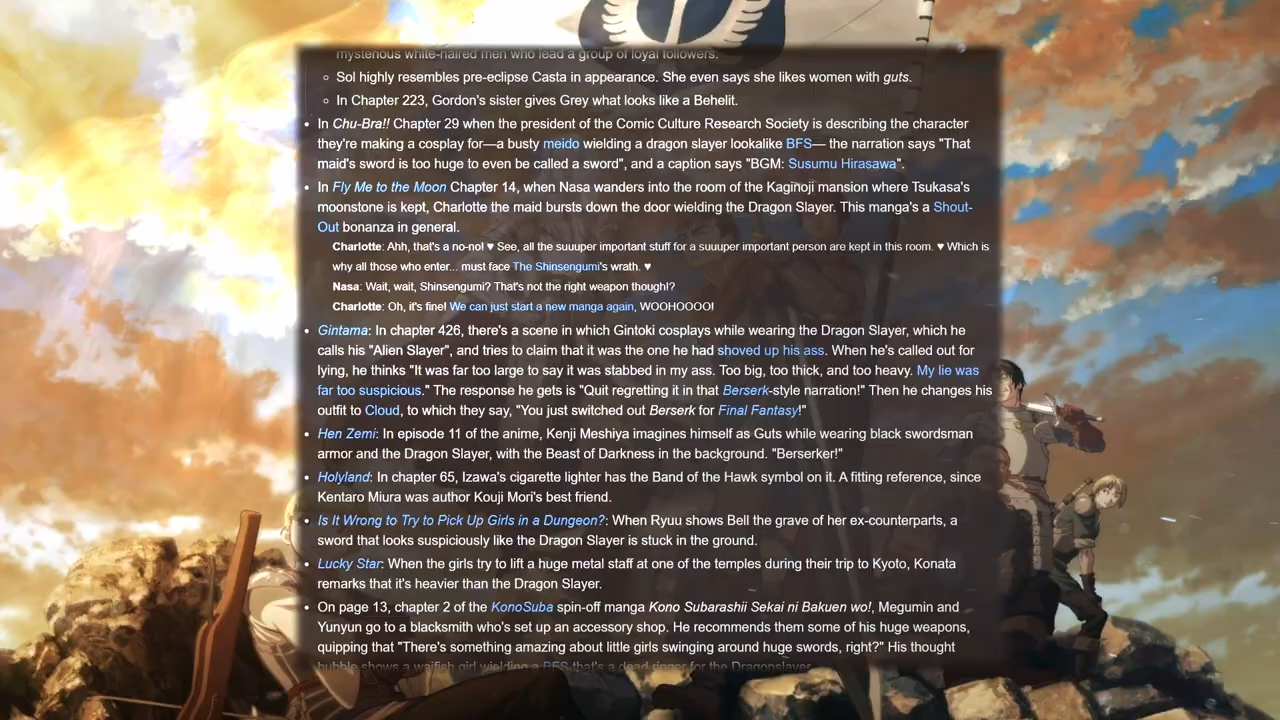 mysterious white-haired men who lead a group of loyal followers.
Sol highly resembles pre-eclipse Casta in appearance. She even says she likes women with guts.
In Chapter 223, Gordon's sister gives Grey what looks like a Behelit.
In Chu-Bra!! Chapter 29 when the president of the Comic Culture Research Society is describing the character
they're making a cosplay for—a busty meido wielding a dragon slayer lookalike BFS— the narration says "That
maid's sword is too huge to even be called a sword", and a caption says "BGM: Susumu Hirasawa".
In Fly Me to the Moon Chapter 14, when Nasa wanders into the room of the Kaginoji mansion where Tsukasa's
moonstone is kept, Charlotte the maid bursts down the door wielding the Dragon Slayer. This manga's a Shout-
Out bonanza in general.
Charlotte: Ahh, that's a no-no! ♥ See, all the suuuper important stuff for a suuuper important person are kept in this room. ♥ Which is
why all those who enter... must face The Shinsengumi's wrath. ♥
Nasa: Wait, wait, Shinsengumi? That's not the right weapon though!?
Charlotte: Oh, it's fine! We can just start a new manga again, WOOHOOOO!
Gintama: In chapter 426, there's a scene in which Gintoki cosplays while wearing the Dragon Slayer, which he
calls his "Alien Slayer", and tries to claim that it was the one he had shoved up his ass. When he's called out for
lying, he thinks "It was far too large to say it was stabbed in my ass. Too big, too thick, and too heavy. My lie was
far too suspicious." The response he gets is "Quit regretting it in that Berserk-style narration!" Then he changes his
outfit to Cloud, to which they say, "You just switched out Berserk for Final Fantasy!"
Hen Zemi: In episode 11 of the anime, Kenji Meshiya imagines himself as Guts while wearing black swordsman
armor and the Dragon Slayer, with the Beast of Darkness in the background. "Berserker!"
Holyland: In chapter 65, Izawa's cigarette lighter has the Band of the Hawk symbol on it. A fitting reference, since
Kentaro Miura was author Kouji Mori's best friend.
Is It Wrong to Try to Pick Up Girls in a Dungeon?: When Ryuu shows Bell the grave of her ex-counterparts, a
sword that looks suspiciously like the Dragon Slayer is stuck in the ground.
Lucky Star: When the girls try to lift a huge metal staff at one of the temples during their trip to Kyoto, Konata
remarks that it's heavier than the Dragon Slayer.
On page 13, chapter 2 of the KonoSuba spin-off manga Kono Subarashii Sekai ni Bakuen wo!, Megumin and
Yunyun go to a blacksmith who's set up an accessory shop. He recommends them some of his huge weapons,
quipping that "There's something amazing about little girls swinging around huge swords, right?" His thought
bubble shows a waifish girl wielding a BFS that's a dead ringer for the Dragonslayer.